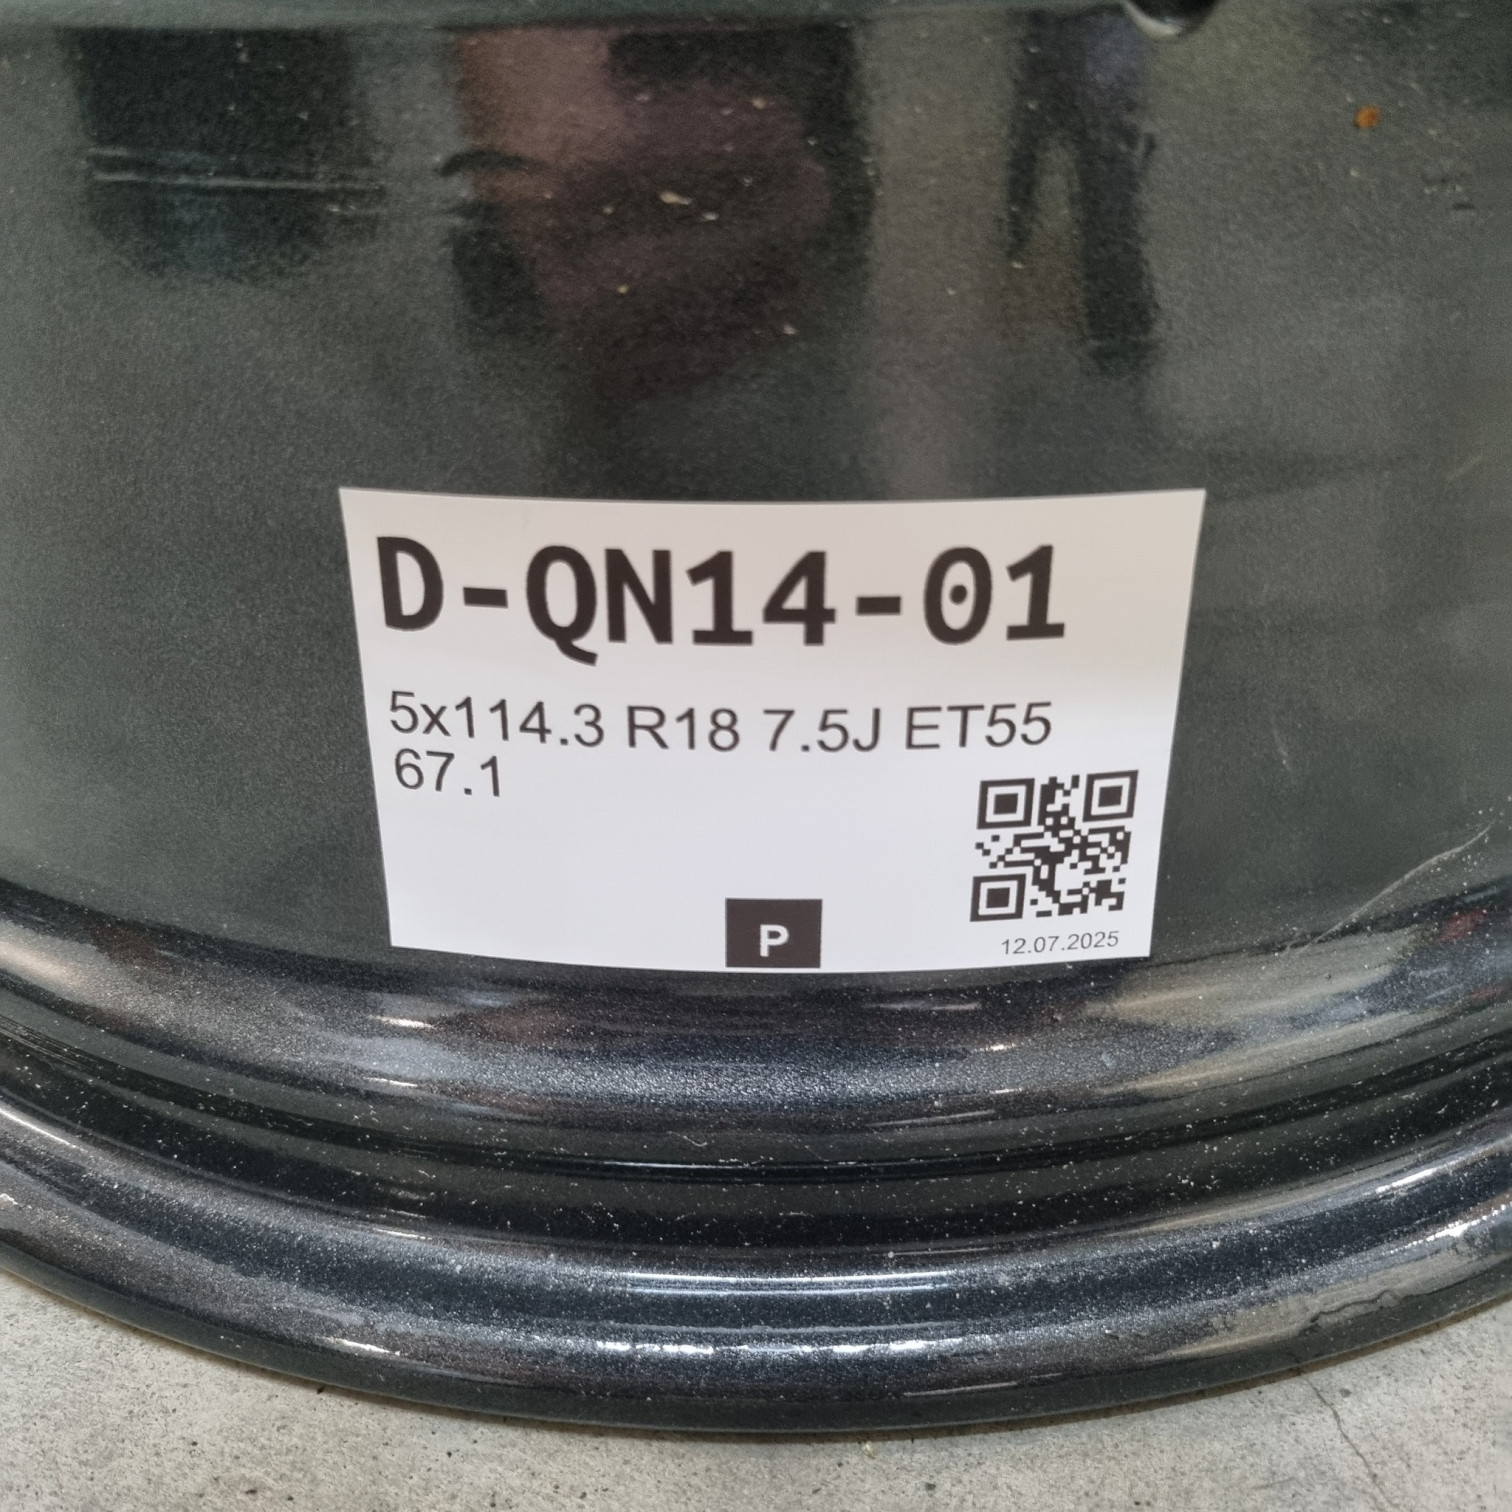 D-QN14-01
5x114.3 R18 7.5J ET55
67.1
P
12.07.2025